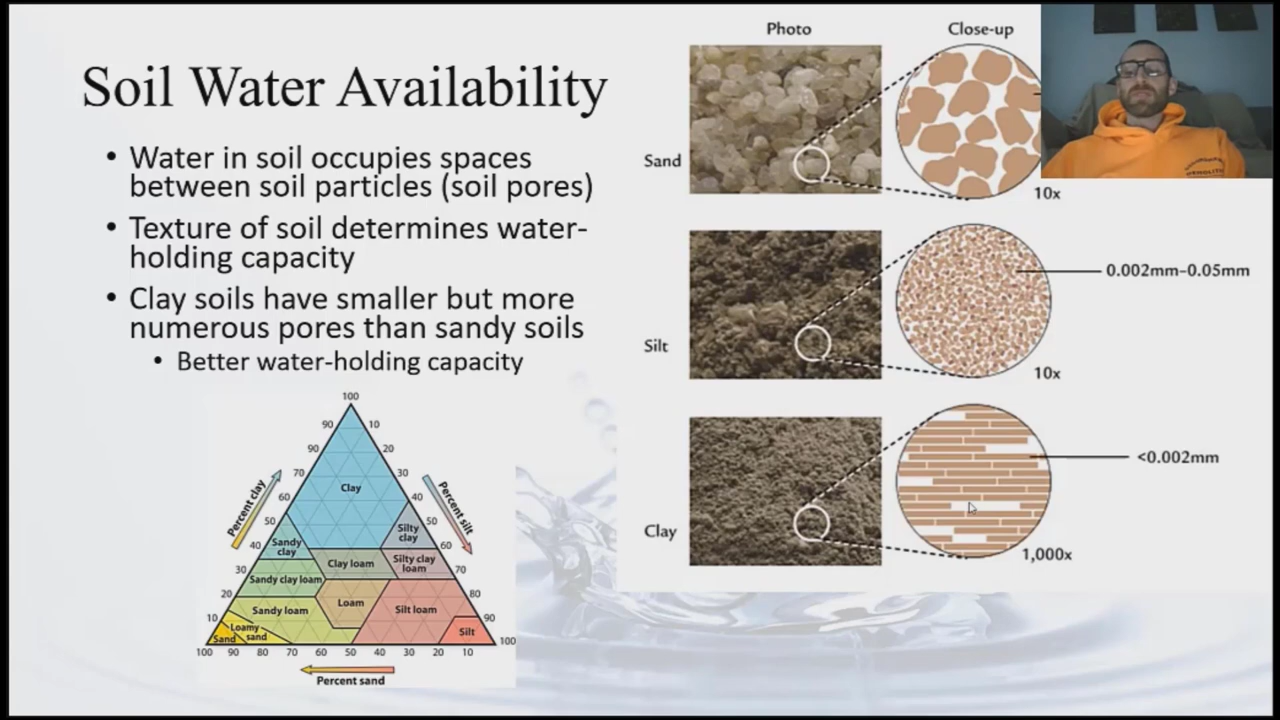 Soil Water Availability
• Water in soil occupies spaces
between soil particles (soil pores)
• Texture of soil determines water-
holding capacity
• Clay soils have smaller but more
numerous pores than sandy soils
• Better water-holding capacity
Photo
Close-up
Sand
10x
Silt
0.002mm–0.05mm
10x
Clay
<0.002mm
1,000x
100
90
10
90
20
70
30
60
40
50
50
40
60
30
70
20
80
10
90
100
Percent clay
Percent silt
Clay
Silty
clay
Sandy
clay
Clay loam
Silty clay
loam
Sandy clay loam
Loam
Silt loam
Sandy loam
Loamy
sand
Sand
Silt
100 90 80 70 60 50 40 30 20 10
Percent sand